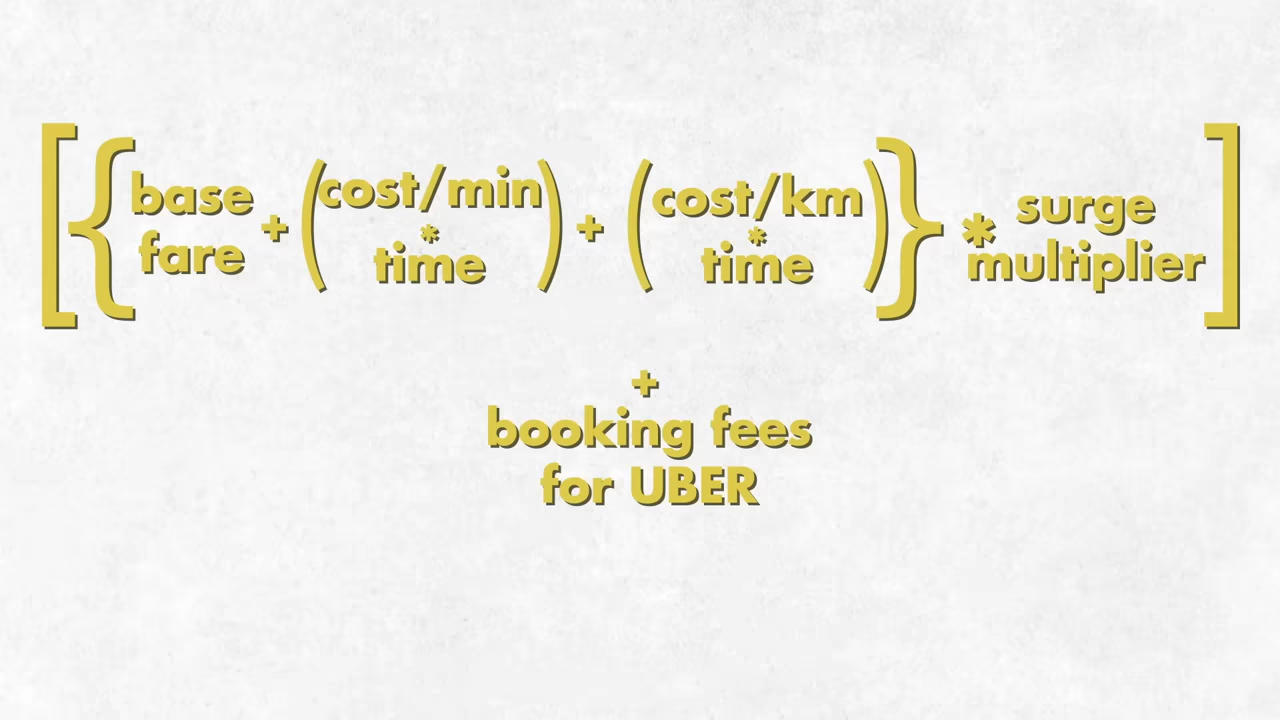 [{base fare + (cost/min * time) + (cost/km * time)} * surge multiplier]
+
booking fees
for UBER